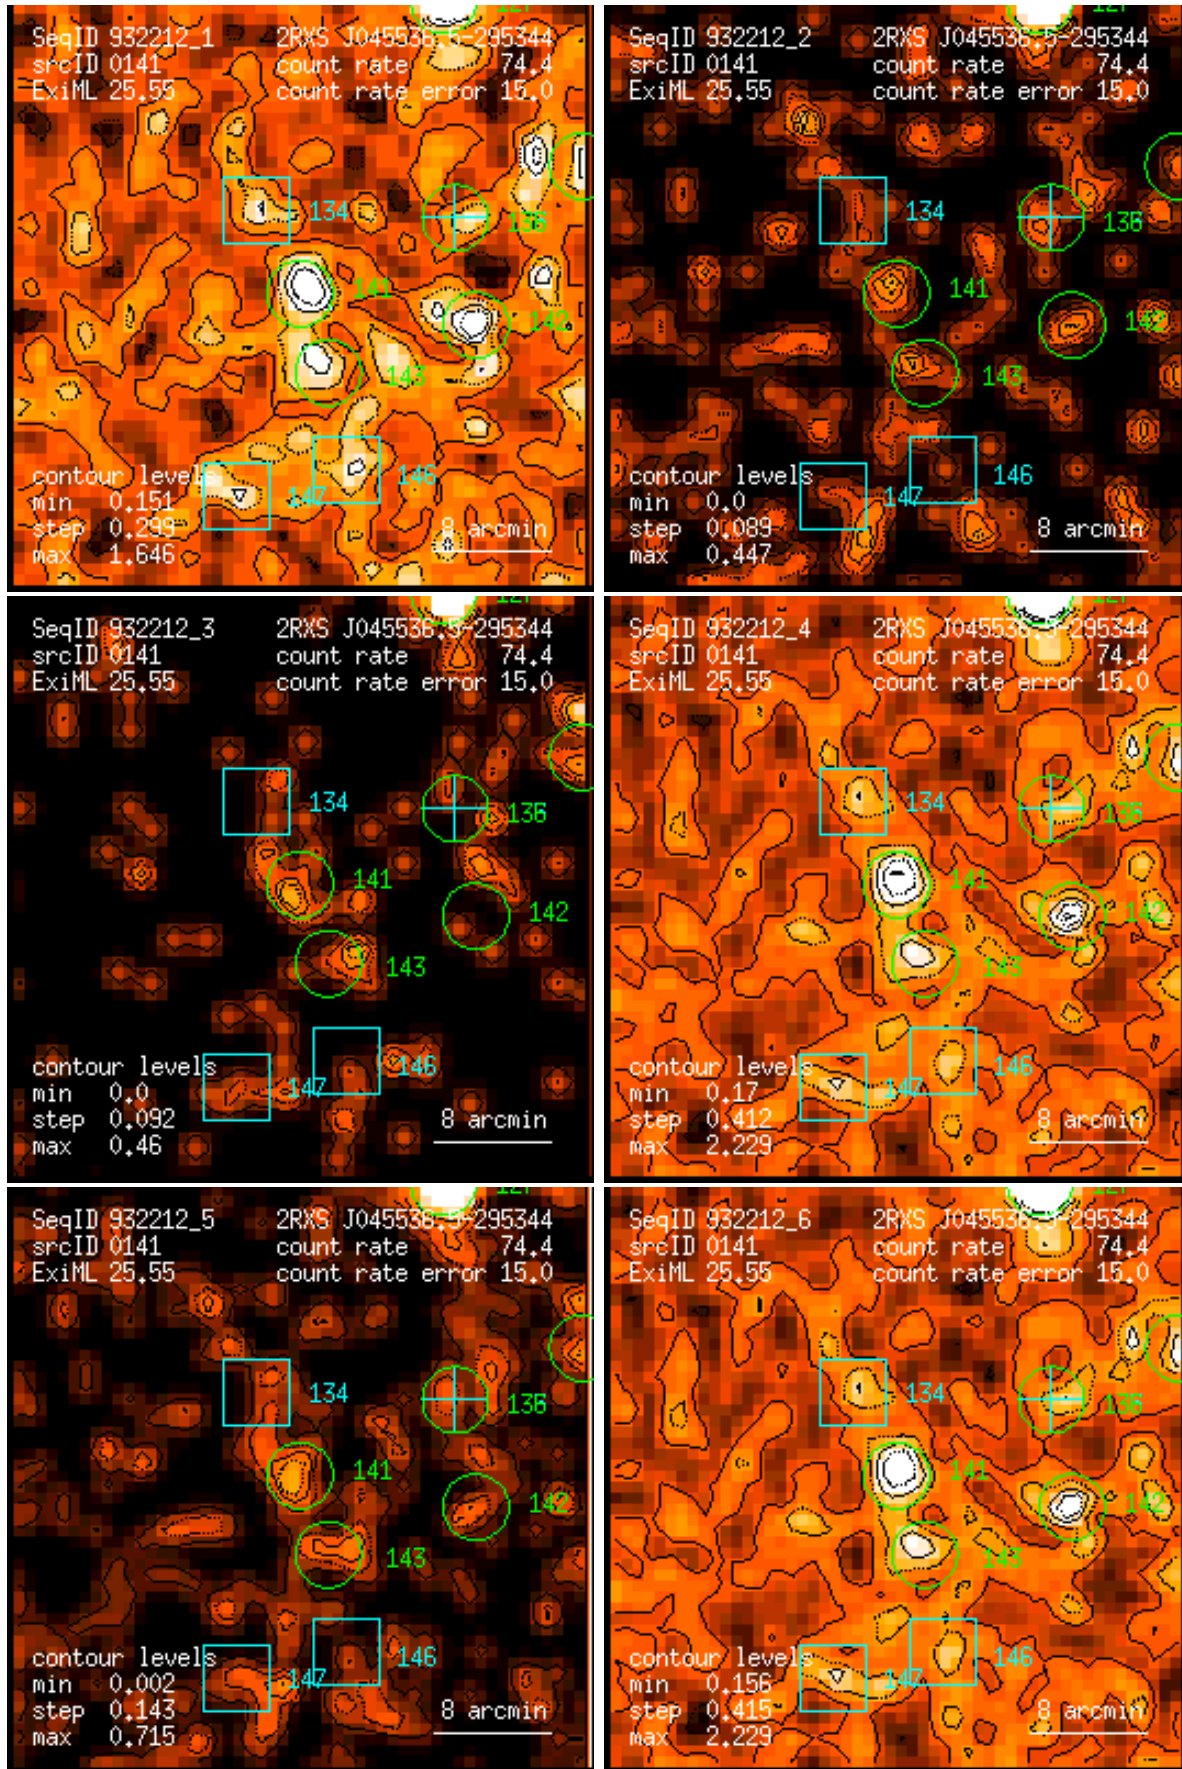 127
SeqID 932212_1 2RXS J045536.5-295344
srcID 0141 count rate 74.4
ExiML 25.55 count rate error 15.0
134
136
141
142
143
146
147
contour levels
min 0.151
step 0.299
max 1.646
8 arcmin
127
SeqID 932212_2 2RXS J045536.5-295344
srcID 0141 count rate 74.4
ExiML 25.55 count rate error 15.0
134
136
141
142
143
146
147
contour levels
min 0.0
step 0.089
max 0.447
8 arcmin
127
SeqID 932212_3 2RXS J045536.5-295344
srcID 0141 count rate 74.4
ExiML 25.55 count rate error 15.0
134
136
141
142
143
146
147
contour levels
min 0.0
step 0.092
max 0.46
8 arcmin
127
SeqID 932212_4 2RXS J045536.5-295344
srcID 0141 count rate 74.4
ExiML 25.55 count rate error 15.0
134
136
141
142
143
146
147
contour levels
min 0.17
step 0.412
max 2.229
8 arcmin
127
SeqID 932212_5 2RXS J045536.5-295344
srcID 0141 count rate 74.4
ExiML 25.55 count rate error 15.0
134
136
141
142
143
146
147
contour levels
min 0.002
step 0.143
max 0.715
8 arcmin
127
SeqID 932212_6 2RXS J045536.5-295344
srcID 0141 count rate 74.4
ExiML 25.55 count rate error 15.0
134
136
141
142
143
146
147
contour levels
min 0.156
step 0.415
max 2.229
8 arcmin